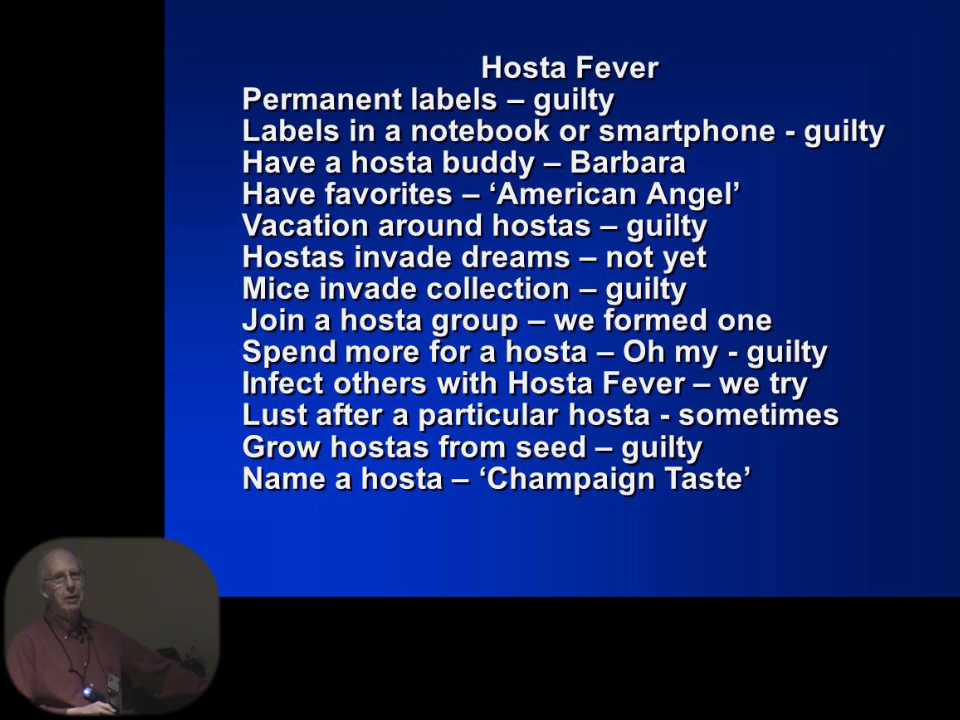 Hosta Fever
Permanent labels – guilty
Labels in a notebook or smartphone - guilty
Have a hosta buddy – Barbara
Have favorites – ‘American Angel’
Vacation around hostas – guilty
Hostas invade dreams – not yet
Mice invade collection – guilty
Join a hosta group – we formed one
Spend more for a hosta – Oh my - guilty
Infect others with Hosta Fever – we try
Lust after a particular hosta - sometimes
Grow hostas from seed – guilty
Name a hosta – ‘Champaign Taste’